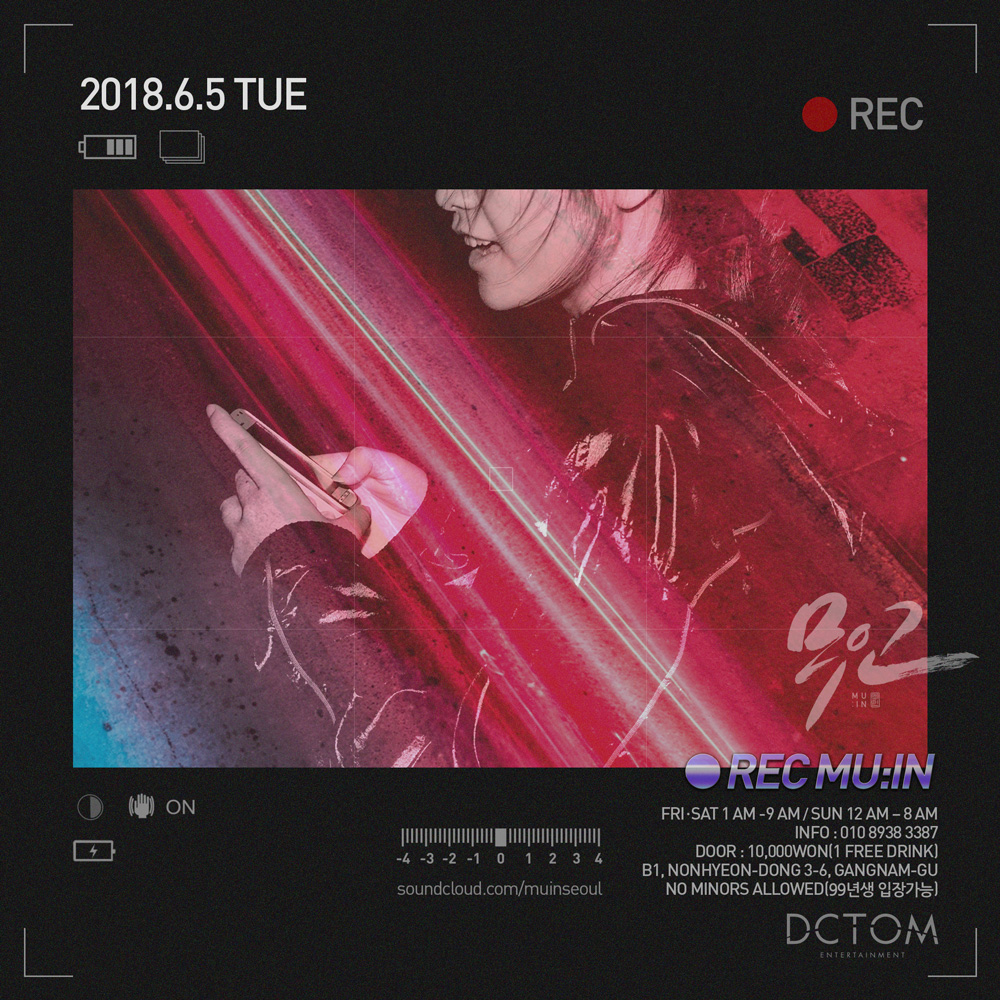 2018.6.5 TUE
REC
무인
MU
:IN
REC MU:IN
ON
-4 -3 -2 -1 0 1 2 3 4
soundcloud.com/muinseoul
FRI·SAT 1 AM -9 AM / SUN 12 AM – 8 AM
INFO : 010 8938 3387
DOOR : 10,000WON(1 FREE DRINK)
B1, NONHYEON-DONG 3-6, GANGNAM-GU
NO MINORS ALLOWED(99년생 입장가능)
DCTOM
ENTERTAINMENT